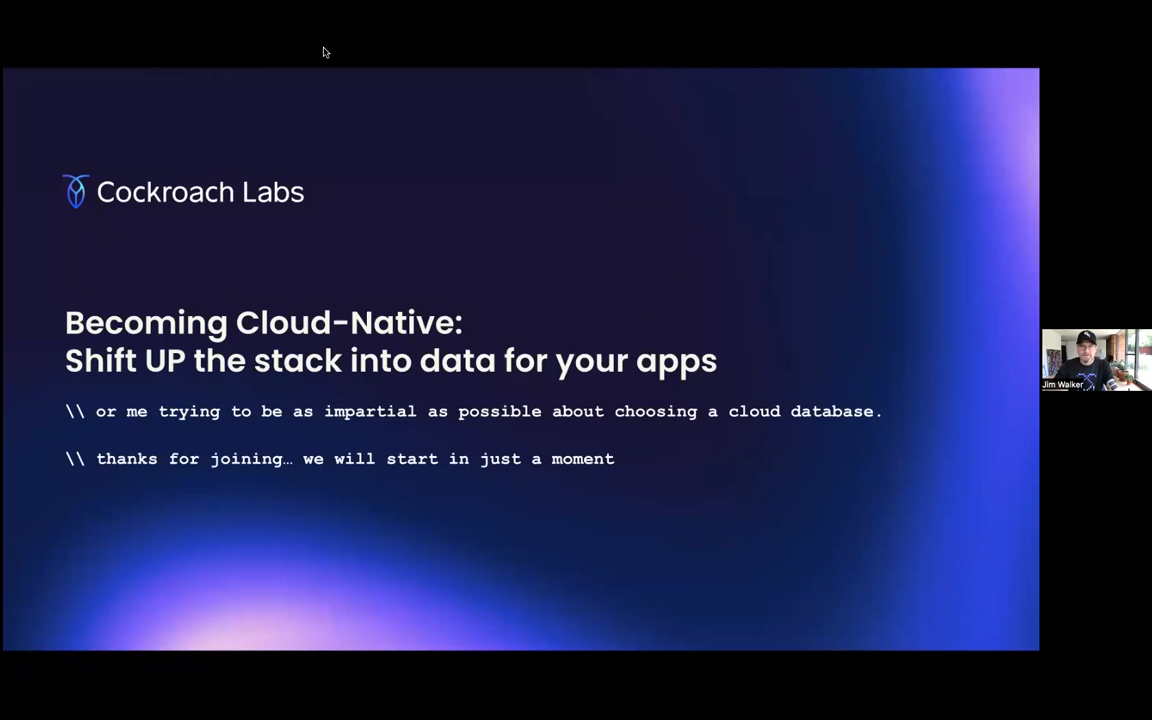 Cockroach Labs
Becoming Cloud-Native:
Shift UP the stack into data for your apps
\\ or me trying to be as impartial as possible about choosing a cloud database.
\\ thanks for joining… we will start in just a moment
Jim Walker